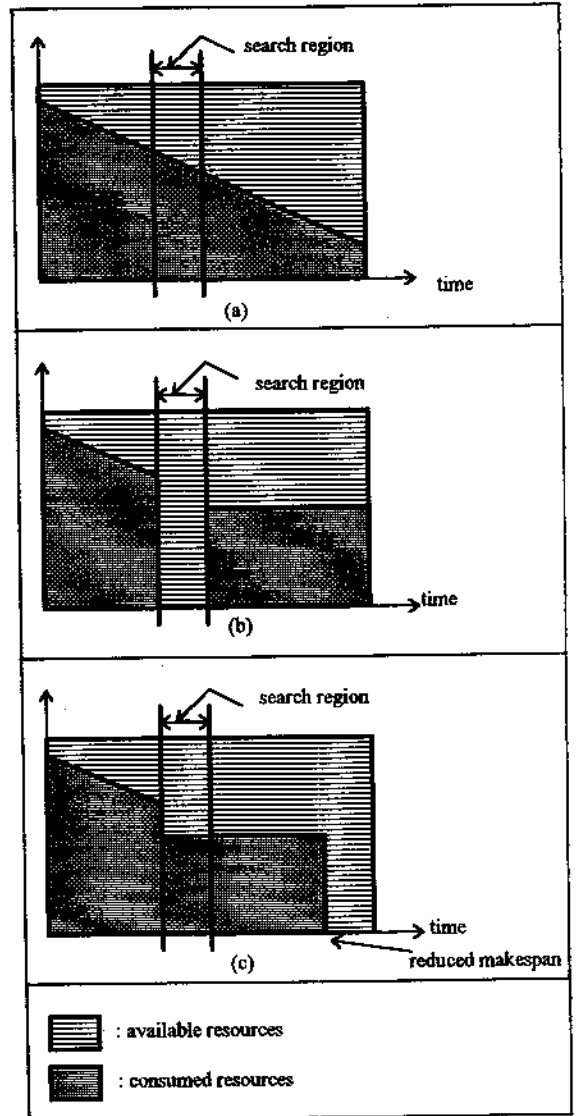 search region
time
(a)
search region
time
(b)
search region
time
reduced makespan
(c)
: available resources
: consumed resources